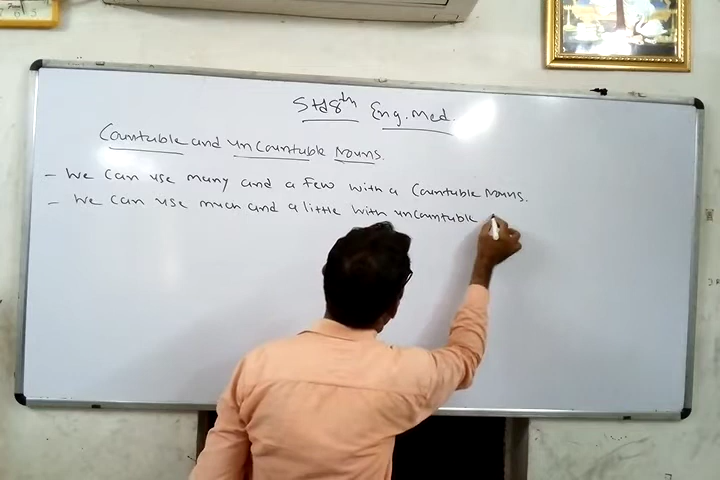 Std 8th Eng. Med.
Countable and unCountable Nouns.
- We can use many and a few with a Countable Nouns.
- We can use much and a little with uncountable